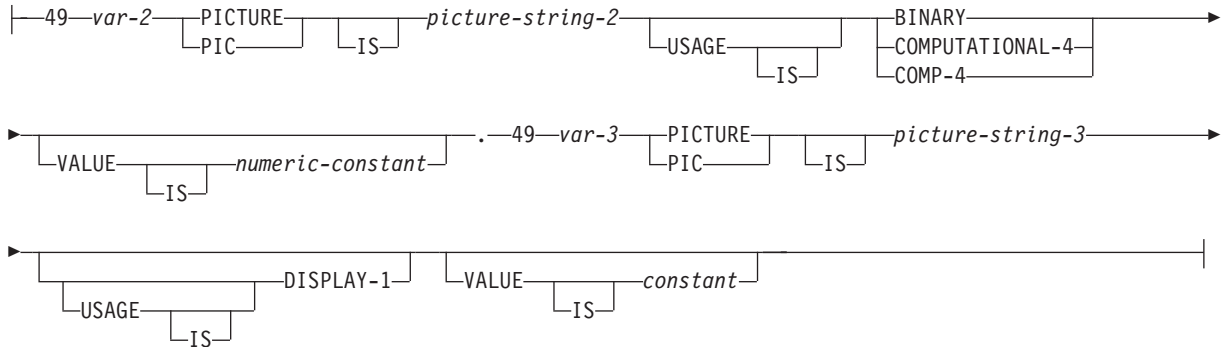 49 var-2 PICTURE IS picture-string-2 USAGE IS BINARY
PIC COMPUTATIONAL-4
COMP-4
VALUE IS numeric-constant . 49 var-3 PICTURE IS picture-string-3
PIC
USAGE IS DISPLAY-1 VALUE IS constant